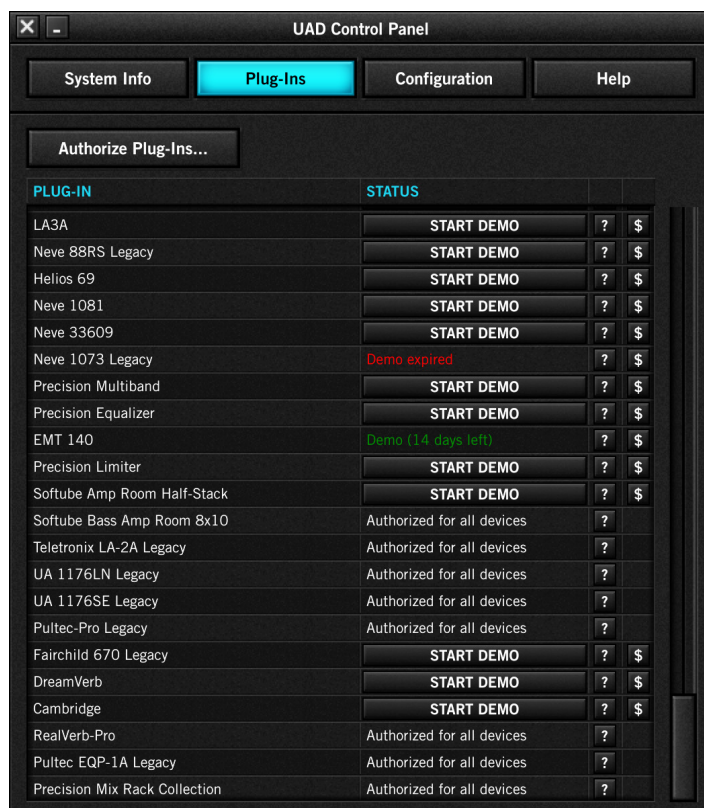 UAD Control Panel
System Info Plug-Ins Configuration Help
Authorize Plug-Ins...
PLUG-IN STATUS
LA3A START DEMO ? $
Neve 88RS Legacy START DEMO ? $
Helios 69 START DEMO ? $
Neve 1081 START DEMO ? $
Neve 33609 START DEMO ? $
Neve 1073 Legacy Demo expired ? $
Precision Multiband START DEMO ? $
Precision Equalizer START DEMO ? $
EMT 140 Demo (14 days left) ? $
Precision Limiter START DEMO ? $
Softube Amp Room Half-Stack START DEMO ? $
Softube Bass Amp Room 8x10 Authorized for all devices ?
Teletronix LA-2A Legacy Authorized for all devices ?
UA 1176LN Legacy Authorized for all devices ?
UA 1176SE Legacy Authorized for all devices ?
Pultec-Pro Legacy Authorized for all devices ?
Fairchild 670 Legacy START DEMO ? $
DreamVerb START DEMO ? $
Cambridge START DEMO ? $
RealVerb-Pro Authorized for all devices ?
Pultec EQP-1A Legacy Authorized for all devices ?
Precision Mix Rack Collection Authorized for all devices ?